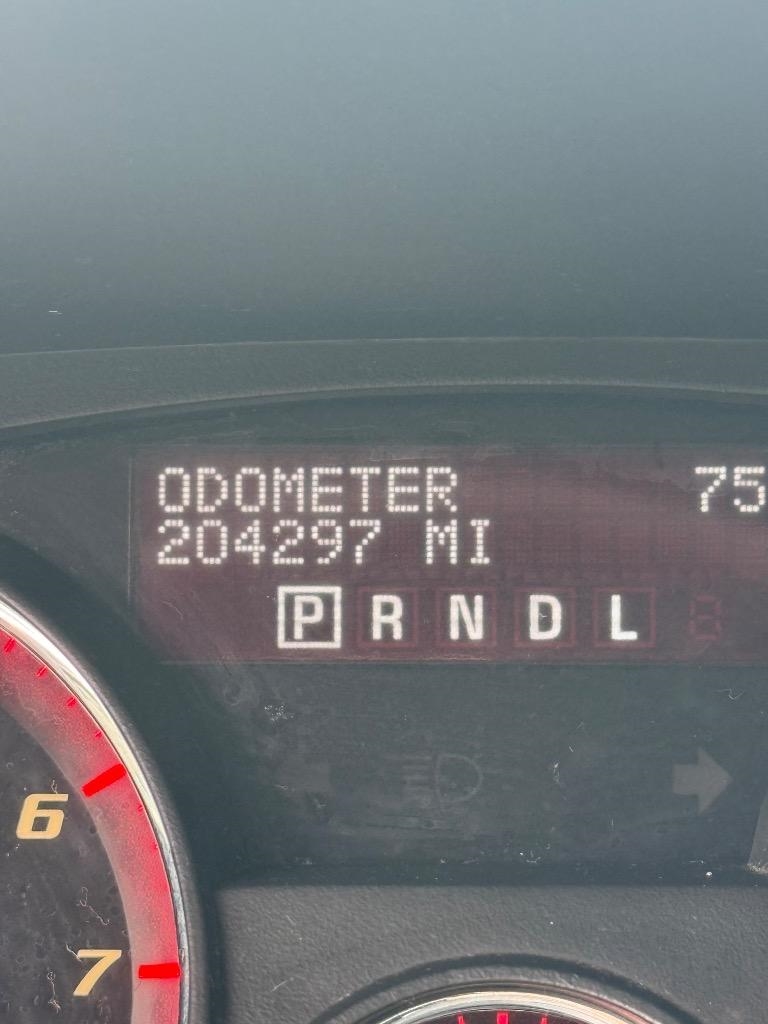 ODOMETER 75
204297 MI
P R N D L
6
7